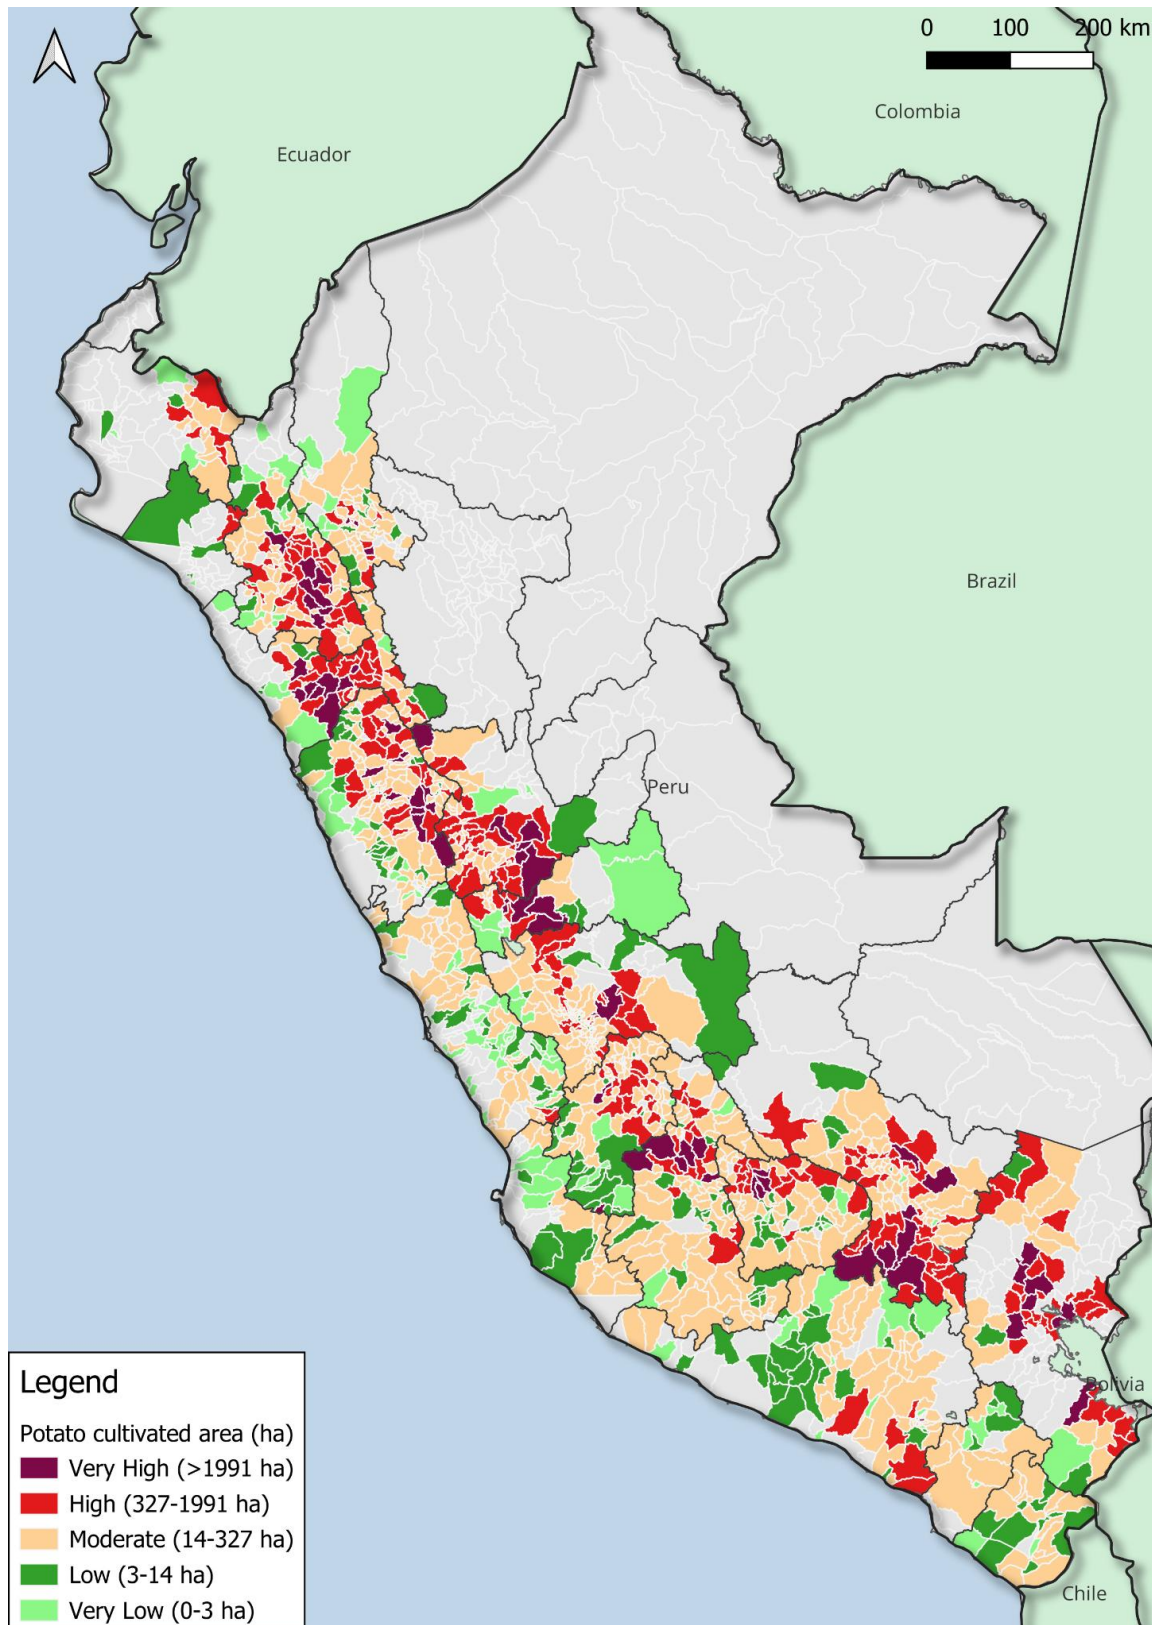 0 100 200 km
Colombia
Ecuador
Brazil
Peru
Bolivia
Chile
Legend
Potato cultivated area (ha)
Very High (>1991 ha)
High (327-1991 ha)
Moderate (14-327 ha)
Low (3-14 ha)
Very Low (0-3 ha)